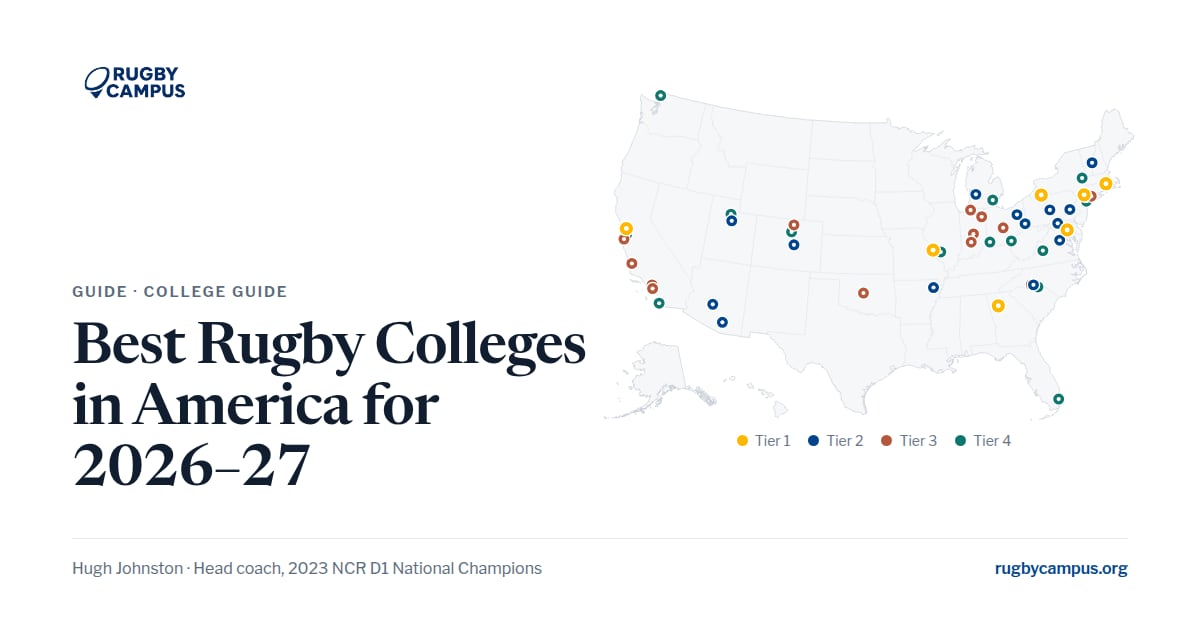 RUGBY
CAMPUS
GUIDE · COLLEGE GUIDE
Best Rugby Colleges
in America for
2026–27
Tier 1 Tier 2 Tier 3 Tier 4
Hugh Johnston · Head coach, 2023 NCR D1 National Champions
rugbycampus.org